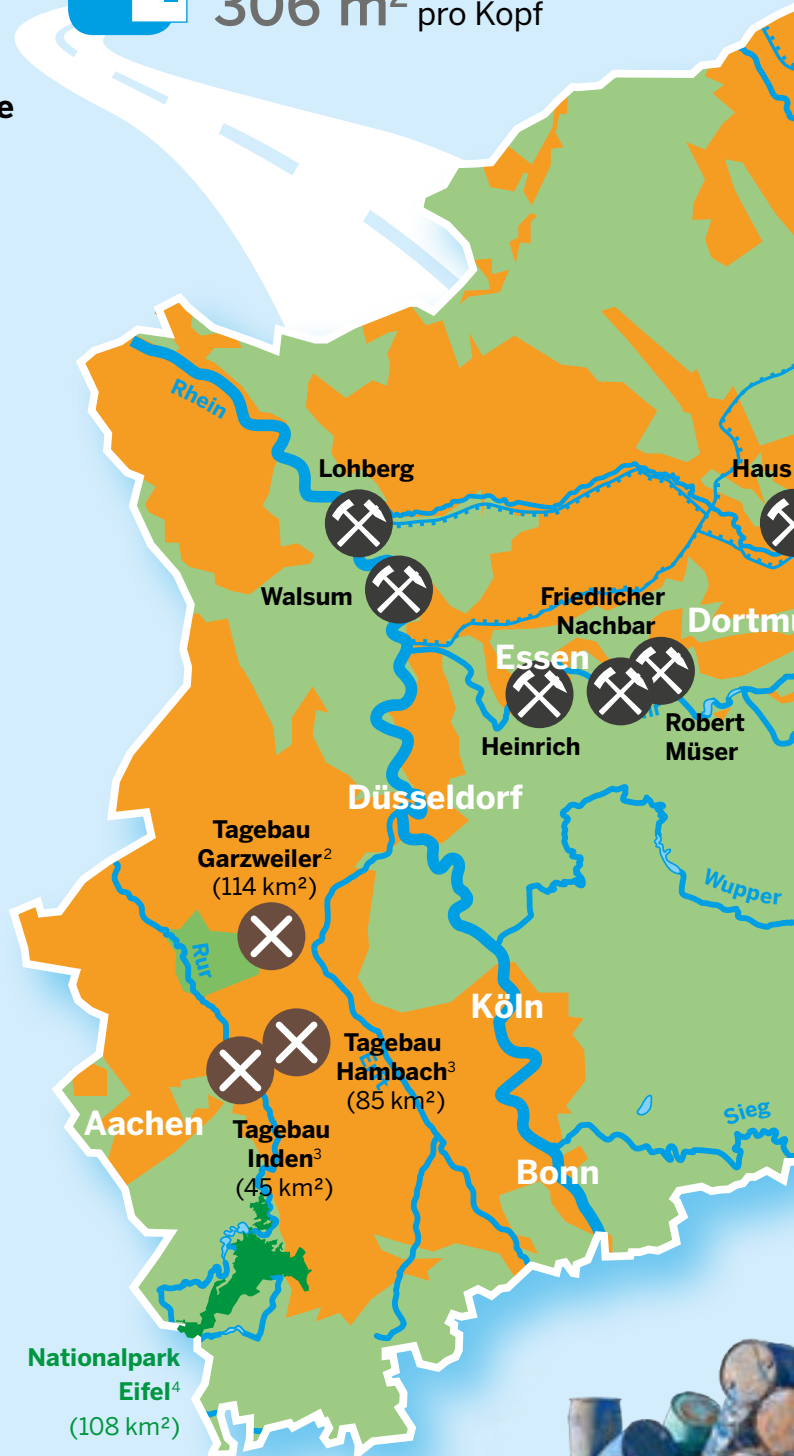 306 m² pro Kopf
e
Rhein
Lohberg
Haus
Walsum
Friedlicher
Nachbar
Dortmu
Essen
Robert
Müser
Heinrich
Düsseldorf
Tagebau
Garzweiler²
(114 km²)
Wupper
Rur
Köln
Tagebau
Hambach³
(85 km²)
Aachen
Tagebau
Inden³
(45 km²)
Sieg
Bonn
Nationalpark
Eifel⁴
(108 km²)